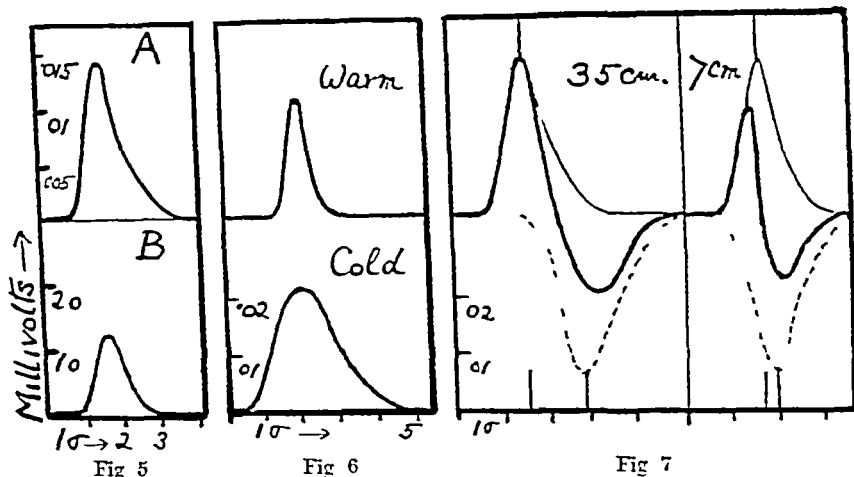 A
015
01
005
B
Millivolts →
20
10
1σ → 2 3
Fig 5
Warm
Cold
.02
01
1σ → 5
Fig 6
35 cm. 7 cm
02
01
1σ
Fig 7